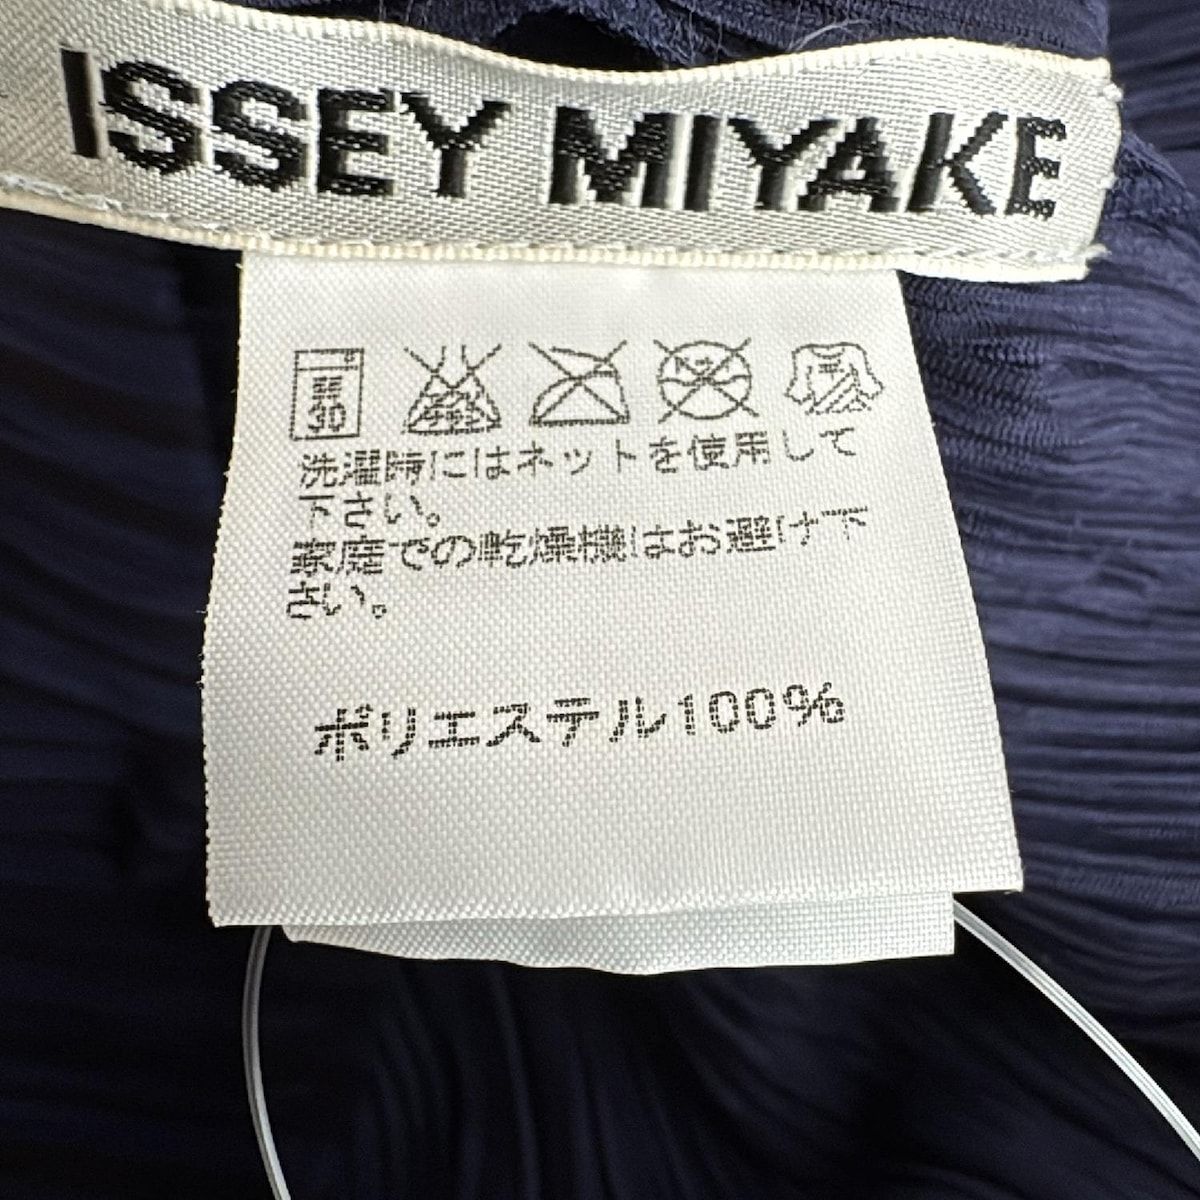 ISSEY MIYAKE
30
洗濯時にはネットを使用して
下さい。
家庭での乾燥機はお避け下
さい。
ポリエステル100%